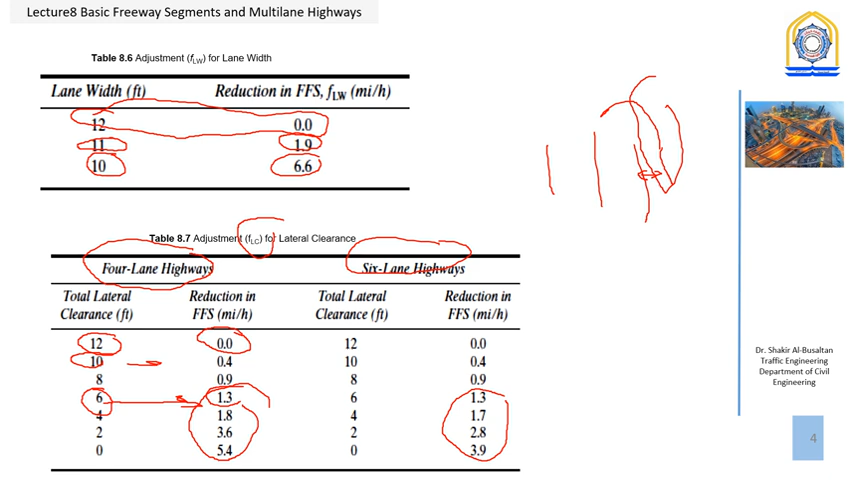 Lecture8 Basic Freeway Segments and Multilane Highways
Table 8.6 Adjustment (fLW) for Lane Width
Lane Width (ft) Reduction in FFS, fLW (mi/h)
12 0.0
11 1.9
10 6.6
Table 8.7 Adjustment (fLC) for Lateral Clearance
Four-Lane Highways Six-Lane Highways
Total Lateral Reduction in Total Lateral Reduction in
Clearance (ft) FFS (mi/h) Clearance (ft) FFS (mi/h)
12 0.0 12 0.0
10 0.4 10 0.4
8 0.9 8 0.9
6 1.3 6 1.3
4 1.8 4 1.7
2 3.6 2 2.8
0 5.4 0 3.9
Dr. Shakir Al-Busaltan
Traffic Engineering
Department of Civil
Engineering
4